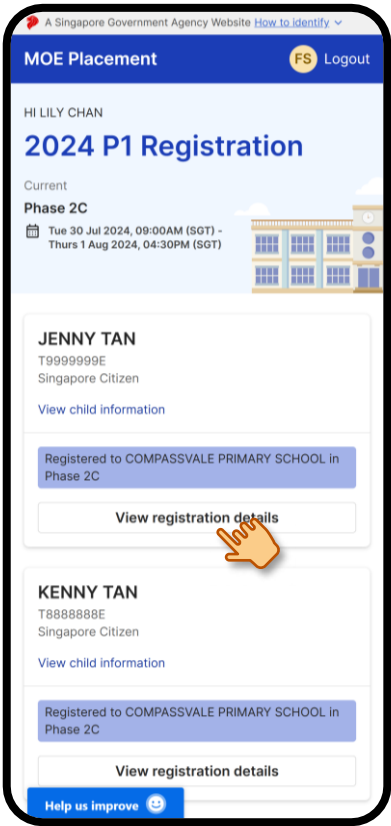 A Singapore Government Agency Website How to identify
MOE Placement
FS Logout
HI LILY CHAN
2024 P1 Registration
Current
Phase 2C
Tue 30 Jul 2024, 09:00AM (SGT) -
Thurs 1 Aug 2024, 04:30PM (SGT)
JENNY TAN
T9999999E
Singapore Citizen
View child information
Registered to COMPASSVALE PRIMARY SCHOOL in
Phase 2C
View registration details
KENNY TAN
T8888888E
Singapore Citizen
View child information
Registered to COMPASSVALE PRIMARY SCHOOL in
Phase 2C
View registration details
Help us improve